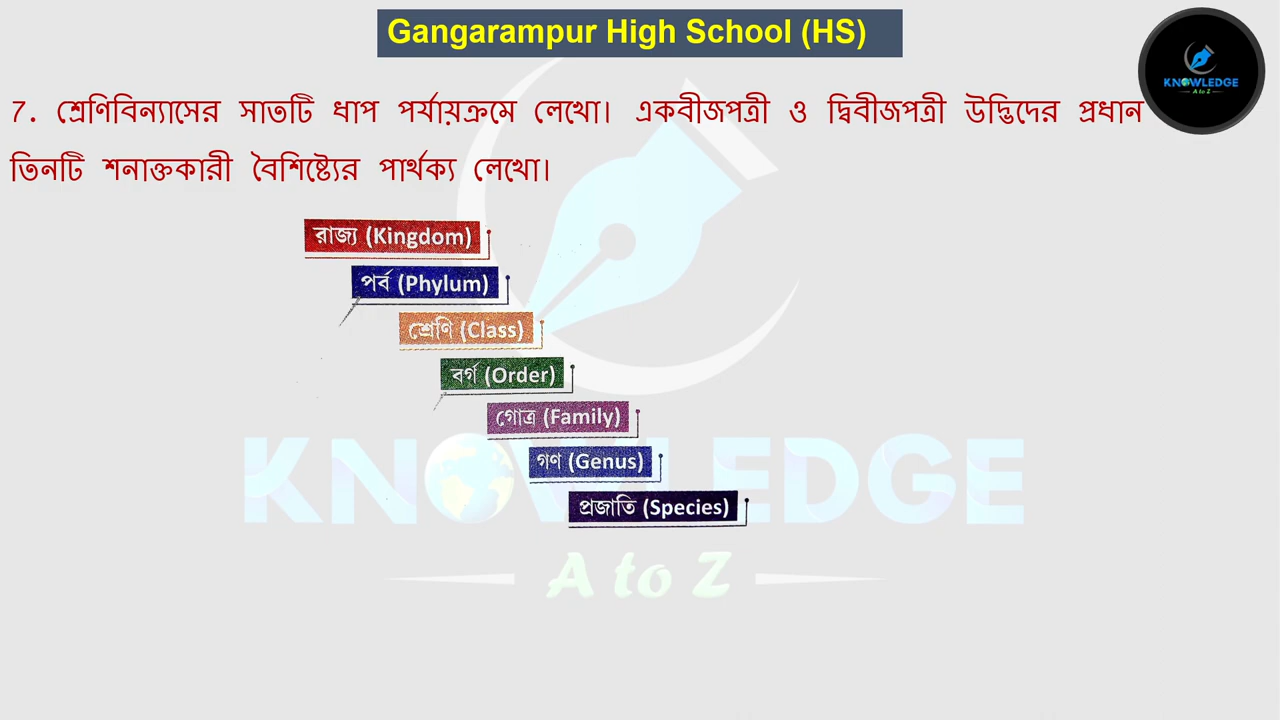 Gangarampur High School (HS)
KNOWLEDGE
A to Z
7. শ্রেণিবিন্যাসের সাতটি ধাপ পর্যায়ক্রমে লেখো। একবীজপত্রী ও দ্বিবীজপত্রী উদ্ভিদের প্রধান
তিনটি শনাক্তকারী বৈশিষ্ট্যের পার্থক্য লেখো।
রাজ্য (Kingdom)
পর্ব (Phylum)
শ্রেণি (Class)
বর্গ (Order)
গোত্র (Family)
গণ (Genus)
প্রজাতি (Species)
KNOWLEDGE
A to Z